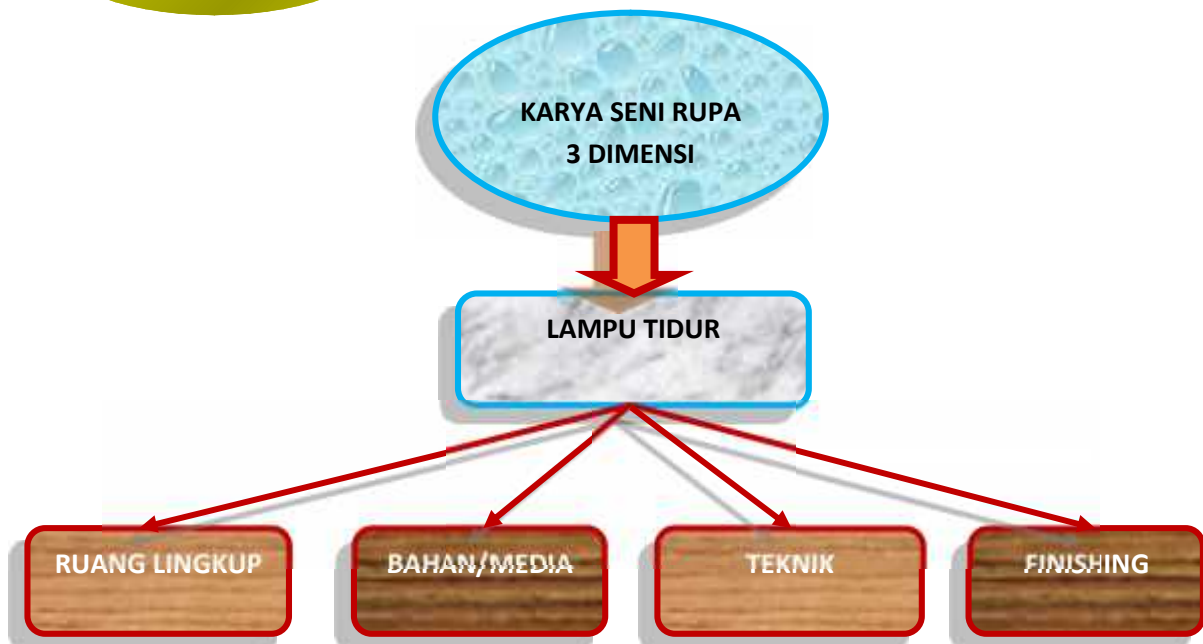 KARYA SENI RUPA
3 DIMENSI
LAMPU TIDUR
RUANG LINGKUP
BAHAN/MEDIA
TEKNIK
FINISHING